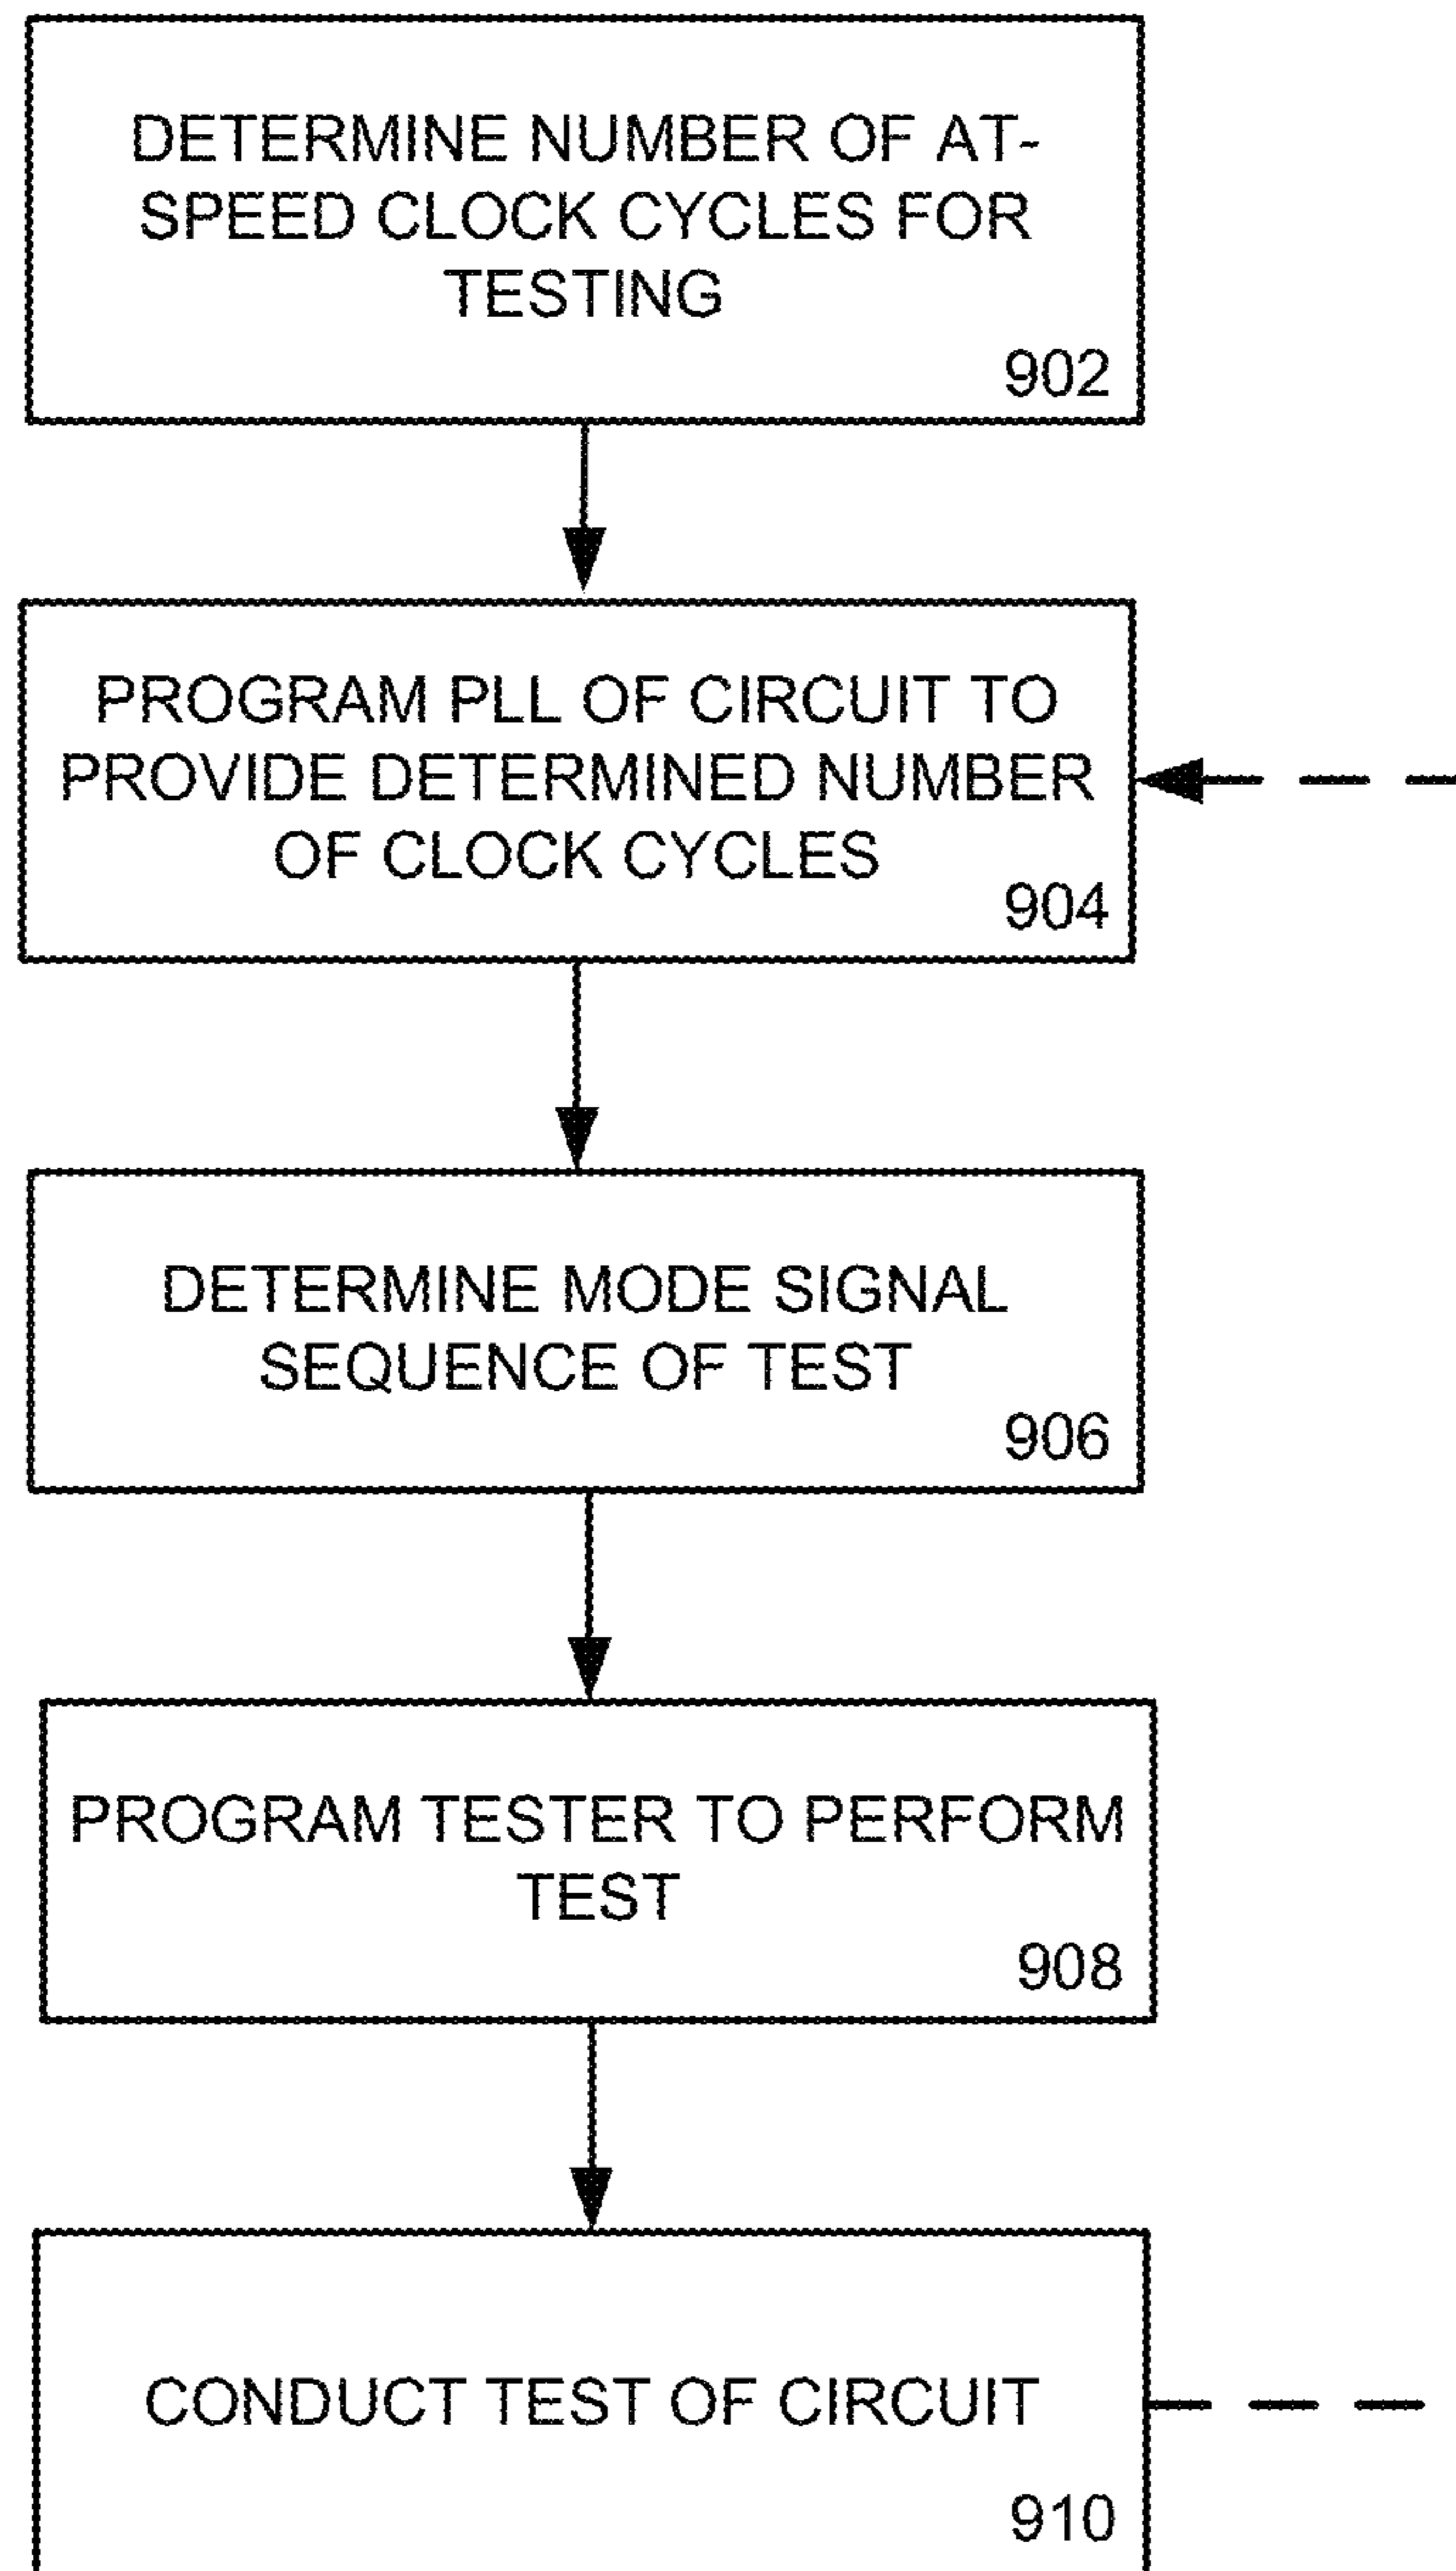 DETERMINE NUMBER OF AT-
SPEED CLOCK CYCLES FOR
TESTING
902
PROGRAM PLL OF CIRCUIT TO
PROVIDE DETERMINED NUMBER
OF CLOCK CYCLES
904
DETERMINE MODE SIGNAL
SEQUENCE OF TEST
906
PROGRAM TESTER TO PERFORM
TEST
908
CONDUCT TEST OF CIRCUIT
910